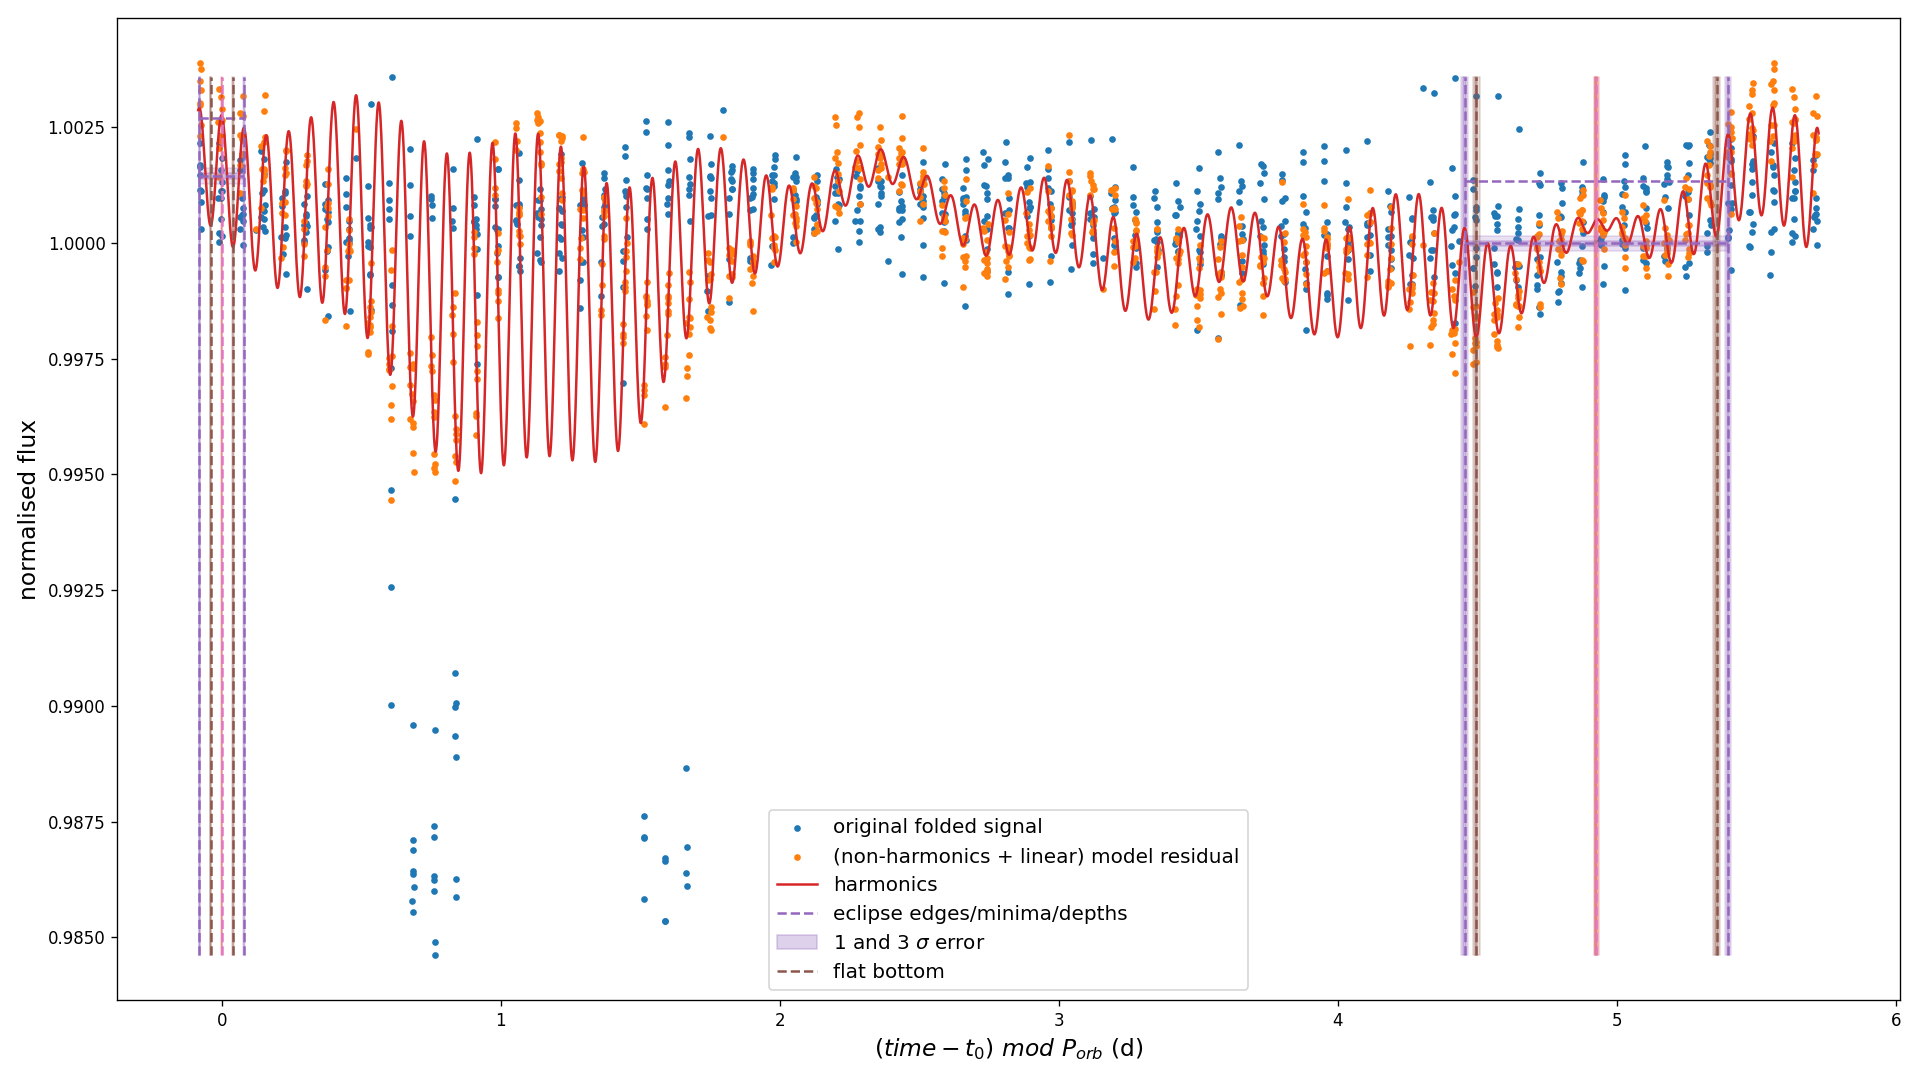 normalised flux
1.0025
1.0000
0.9975
0.9950
0.9925
0.9900
0.9875
0.9850
original folded signal
(non-harmonics + linear) model residual
harmonics
eclipse edges/minima/depths
1 and 3 σ error
flat bottom
0 1 2 3 4 5 6
(time − t₀) mod Pₒᵣb (d)